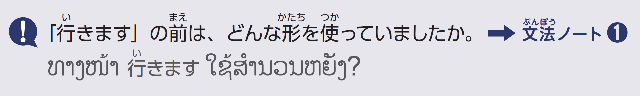 「行きます」の前は、どんな形を使っていましたか。➡文法ノート❶
ທາງໜ້າ 行きます ໃຊ້ສຳນວນຫຍັງ?